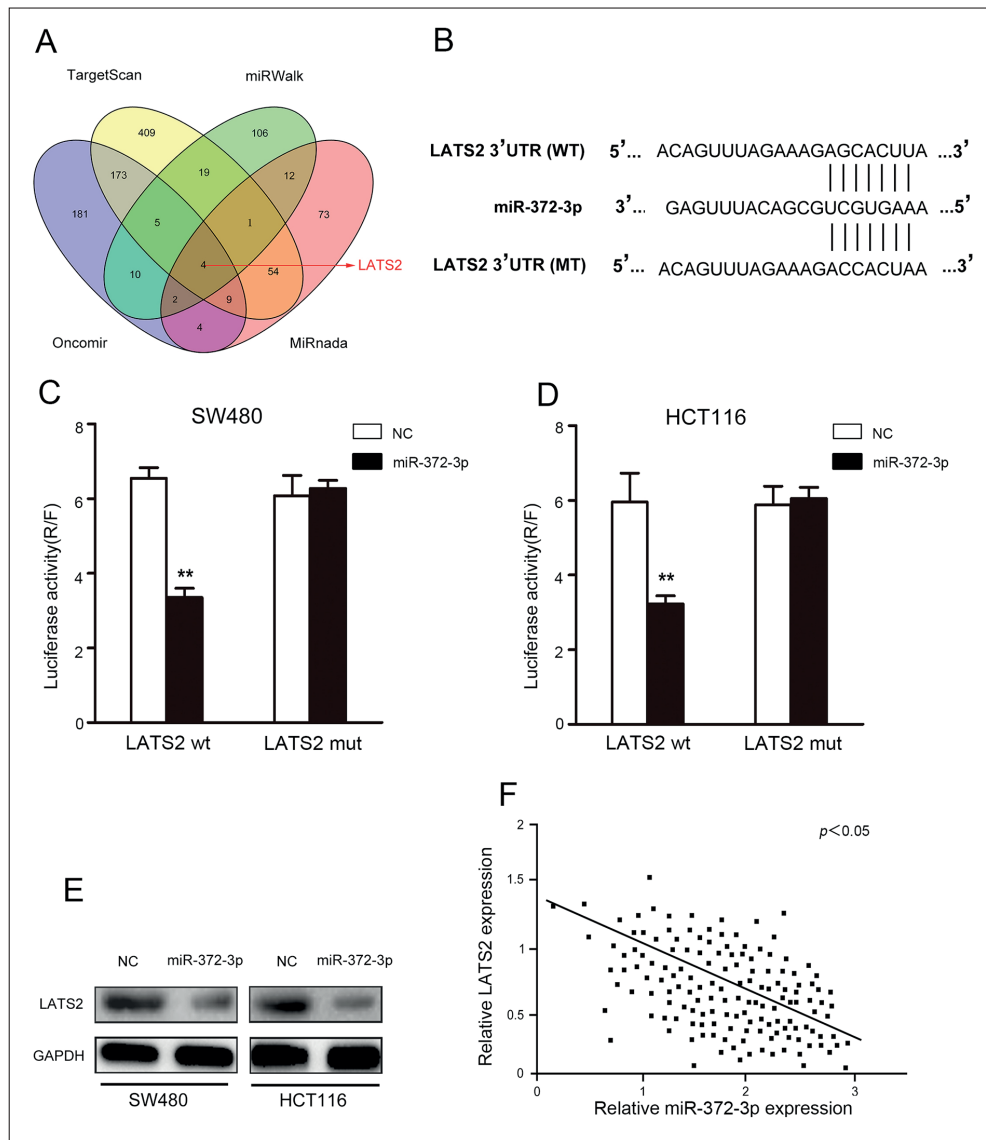 A
TargetScan
miRWalk
409
106
173
19
12
181
5
1
73
10
4
54
LATS2
2
9
4
Oncomir
MiRnada
B
LATS2 3’UTR (WT) 5’... ACAGUUUAGAAAGAGCACUUA ...3’
miR-372-3p 3’... GAGUUUACAGCGUCGUGAAA ...5’
LATS2 3’UTR (MT) 5’... ACAGUUUAGAAAGACCACUAA ...3’
C
SW480
NC
miR-372-3p
Luciferase activity(R/F)
8
6
4
2
0
**
LATS2 wt
LATS2 mut
D
HCT116
NC
miR-372-3p
Luciferase activity(R/F)
8
6
4
2
0
**
LATS2 wt
LATS2 mut
E
NC miR-372-3p NC miR-372-3p
LATS2
GAPDH
SW480 HCT116
F
p<0.05
Relative LATS2 expression
2
1.5
1
0.5
0
0 1 2 3
Relative miR-372-3p expression